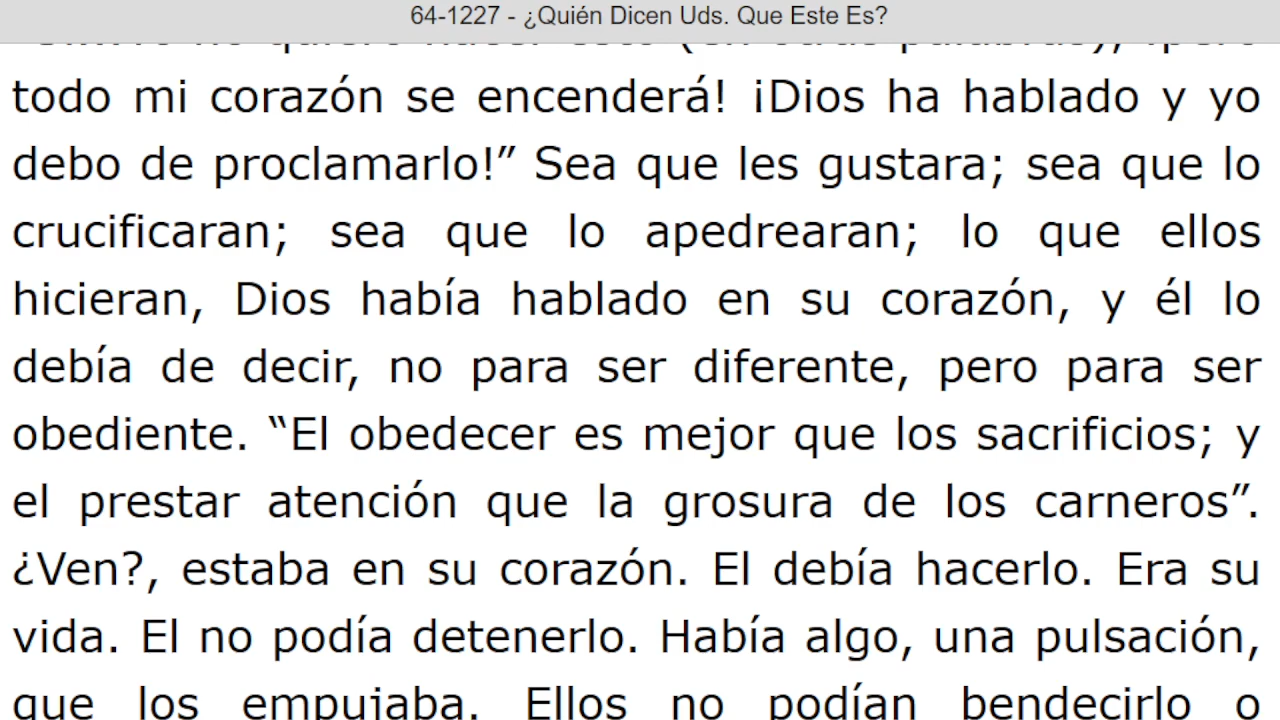 64-1227 - ¿Quién Dicen Uds. Que Este Es?
todo mi corazón se encenderá! ¡Dios ha hablado y yo
debo de proclamarlo!” Sea que les gustara; sea que lo
crucificaran; sea que lo apedrearan; lo que ellos
hicieran, Dios había hablado en su corazón, y él lo
debía de decir, no para ser diferente, pero para ser
obediente. “El obedecer es mejor que los sacrificios; y
el prestar atención que la grosura de los carneros”.
¿Ven?, estaba en su corazón. El debía hacerlo. Era su
vida. El no podía detenerlo. Había algo, una pulsación,
que los empujaba. Ellos no podían bendecirlo o